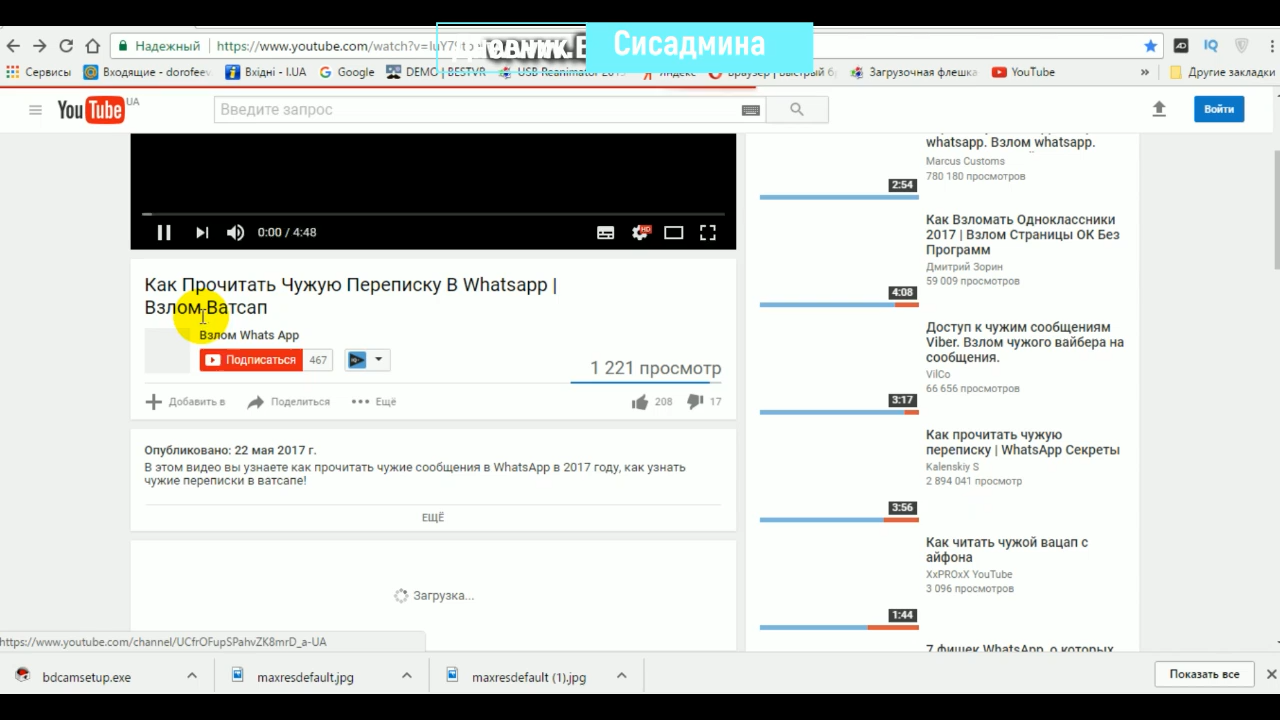 Сисадмина
Надежный
https://www.youtube.com/watch?v=
Сервисы
Входящие - dorofeev
Вхідні - I.UA
Google
DEMO | BESTVR
Загрузочная флешка
YouTube
»
Другие закладки
YouTube UA
Введите запрос
Войти
0:00 / 4:48
HD
Как Прочитать Чужую Переписку В Whatsapp |
Взлом Ватсап
Взлом Whats App
Подписаться 467
1 221 просмотр
Добавить в
Поделиться
Ещё
208
17
Опубликовано: 22 мая 2017 г.
В этом видео вы узнаете как прочитать чужие сообщения в WhatsApp в 2017 году, как узнать
чужие переписки в ватсапе!
ЕЩЁ
Загрузка...
whatsapp. Взлом whatsapp.
Marcus Customs
780 180 просмотров
2:54
Как Взломать Одноклассники
2017 | Взлом Страницы ОК Без
Программ
Дмитрий Зорин
59 009 просмотров
4:08
Доступ к чужим сообщениям
Viber. Взлом чужого вайбера на
сообщения.
VilCo
66 656 просмотров
3:17
Как прочитать чужую
переписку | WhatsApp Секреты
Kalenskiy S
2 894 041 просмотр
3:56
Как читать чужой вацап с
айфона
XxPROxX YouTube
3 096 просмотров
1:44
7 фишек WhatsApp, о которых
https://www.youtube.com/channel/UCfrOFupSPahvZK8mrD_a-UA
bdcamsetup.exe
maxresdefault.jpg
maxresdefault (1).jpg
Показать все